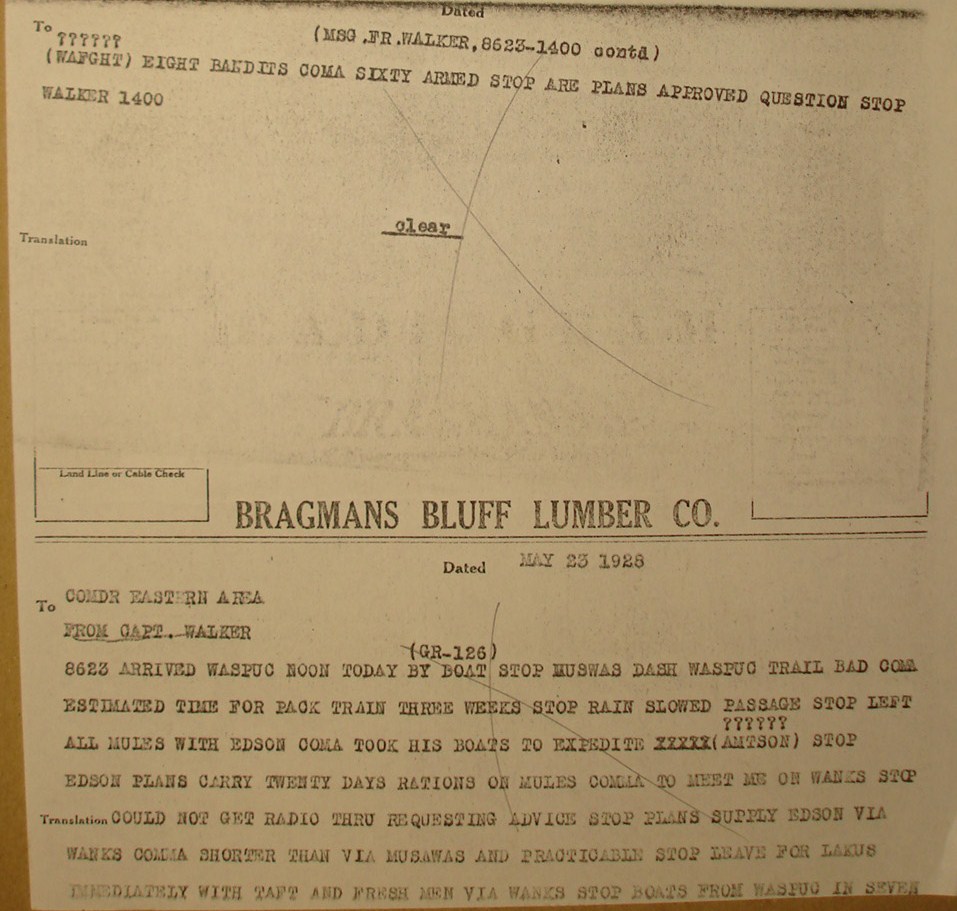 Dated
To
(MSG.FR.WALKER,8623-1400 contd)
??????
(WAFGHT) EIGHT BANDITS COMA SIXTY ARMED STOP ARE PLANS APPROVED QUESTION STOP
WALKER 1400
clear
Translation
Land Line or Cable Check
BRAGMANS BLUFF LUMBER CO.
Dated MAY 23 1928
To COMDR EASTERN AREA
FROM CAPT. WALKER
(GR-126)
8623 ARRIVED WASPUC NOON TODAY BY BOAT STOP MUSWAS DASH WASPUC TRAIL BAD COMA
ESTIMATED TIME FOR PACK TRAIN THREE WEEKS STOP RAIN SLOWED PASSAGE STOP LEFT
??????
ALL MULES WITH EDSON COMA TOOK HIS BOATS TO EXPEDITE XXXXX(AMTSON) STOP
EDSON PLANS CARRY TWENTY DAYS RATIONS ON MULES COMMA TO MEET ME ON WANKS STOP
Translation COULD NOT GET RADIO THRU REQUESTING ADVICE STOP PLANS SUPPLY EDSON VIA
WANKS COMMA SHORTER THAN VIA MUSAWAS AND PRACTICABLE STOP LEAVE FOR LAKUS
IMMEDIATELY WITH TAFT AND FRESH MEN VIA WANKS STOP BOATS FROM WASPUC IN SEVEN